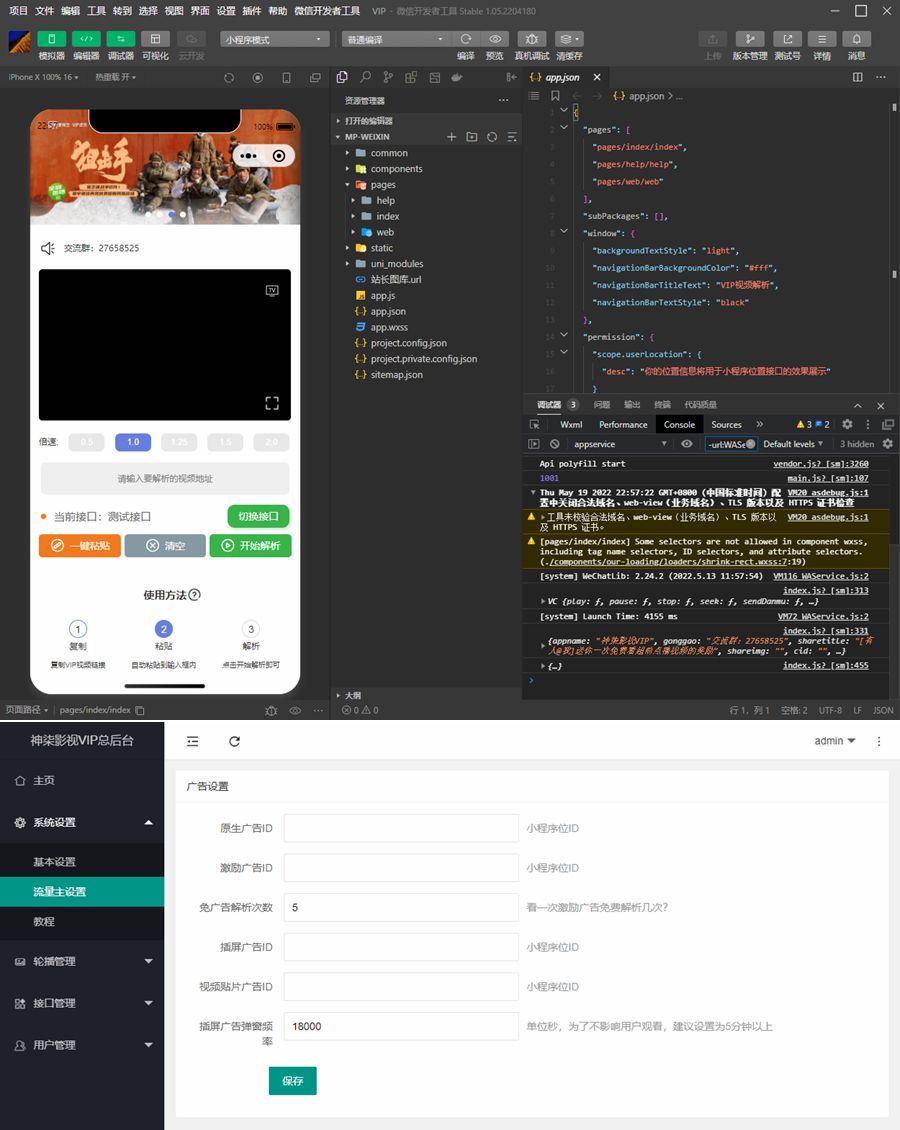 项目 文件 编辑 工具 转到 选择 视图 界面 设置 插件 帮助 微信开发者工具 VIP - 微信开发者工具 Stable 1.05.2204180
小程序模式 普通编译
模拟器 编辑器 调试器 可视化 云开发 编译 预览 真机调试 清缓存 上传 版本管理 测试号 详情 消息
iPhone X 100% 16 热重载 开
100%
狙击手
交流群：27658525
TV
倍速: 0.5 1.0 1.25 1.5 2.0
请输入要解析的视频地址
当前接口：测试接口 切换接口
一键粘贴 清空 开始解析
使用方法
1 2 3
复制 粘贴 解析
复制VIP视频链接 自动粘贴到输入框内 点击开始解析即可
页面路径 pages/index/index
资源管理器
打开的编辑器
MP-WEIXIN
common
components
pages
help
index
web
static
uni_modules
站长图库.url
app.js
app.json
app.wxss
project.config.json
project.private.config.json
sitemap.json
大纲
0 0
app.json
app.json > ...
1 {
2 "pages": [
3 "pages/index/index",
4 "pages/help/help",
5 "pages/web/web"
6 ],
7 "subPackages": [],
8 "window": {
9 "backgroundTextStyle": "light",
10 "navigationBarBackgroundColor": "#fff",
11 "navigationBarTitleText": "VIP视频解析",
12 "navigationBarTextStyle": "black"
13 },
14 "permission": {
15 "scope.userLocation": {
16 "desc": "你的位置信息将用于小程序位置接口的效果展示"
17 }
调试器 3 问题 输出 终端 代码质量
Wxml Performance Console Sources » 3 2
appservice -url:WASe Default levels 3 hidden
Api polyfill start vendor.js? [sm]:3260
1001 main.js? [sm]:107
Thu May 19 2022 22:57:22 GMT+0800 (中国标准时间) 配 VM20 asdebug.js:1
置中关闭合法域名、web-view（业务域名）、TLS 版本以及 HTTPS 证书检查
工具未校验合法域名、web-view（业务域名）、TLS 版本以 VM20 asdebug.js:1
及 HTTPS 证书。
[pages/index/index] Some selectors are not allowed in component wxss,
including tag name selectors, ID selectors, and attribute selectors.
(./components/our-loading/loaders/shrink-rect.wxss:7:19)
[system] WeChatLib: 2.24.2 (2022.5.13 11:57:54) VM116 WAService.js:2
index.js? [sm]:313
VC {play: ƒ, pause: ƒ, stop: ƒ, seek: ƒ, sendDanmu: ƒ, …}
[system] Launch Time: 4155 ms VM72 WAService.js:2
index.js? [sm]:331
{appname: "神柒影视VIP", gonggao: "交流群：27658525", sharetitle: "[有
人@我]送你一次免费看超前点播视频的奖励", shareimg: "", cid: "", …}
{…} index.js? [sm]:455
行 1，列 1 空格: 2 UTF-8 LF JSON
神柒影视VIP总后台 admin
主页
系统设置
基本设置
流量主设置
教程
轮播管理
接口管理
用户管理
广告设置
原生广告ID 小程序位ID
激励广告ID 小程序位ID
免广告解析次数 5 看一次激励广告免费解析几次?
插屏广告ID 小程序位ID
视频贴片广告ID 小程序位ID
插屏广告弹窗频 18000 单位秒，为了不影响用户观看，建议设置为5分钟以上
率
保存